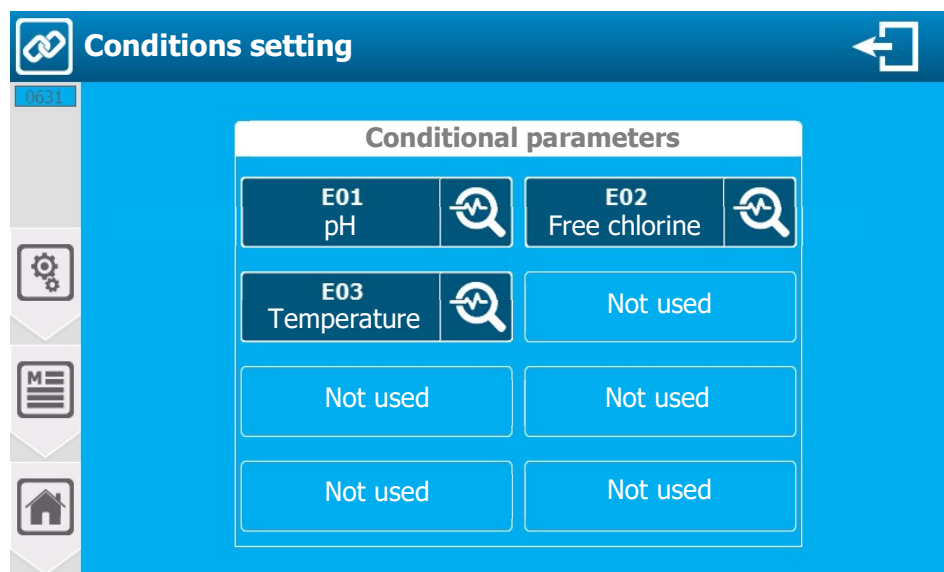 Conditions setting
0631
Conditional parameters
E01
pH
E02
Free chlorine
E03
Temperature
Not used
M
Not used
Not used
Not used
Not used